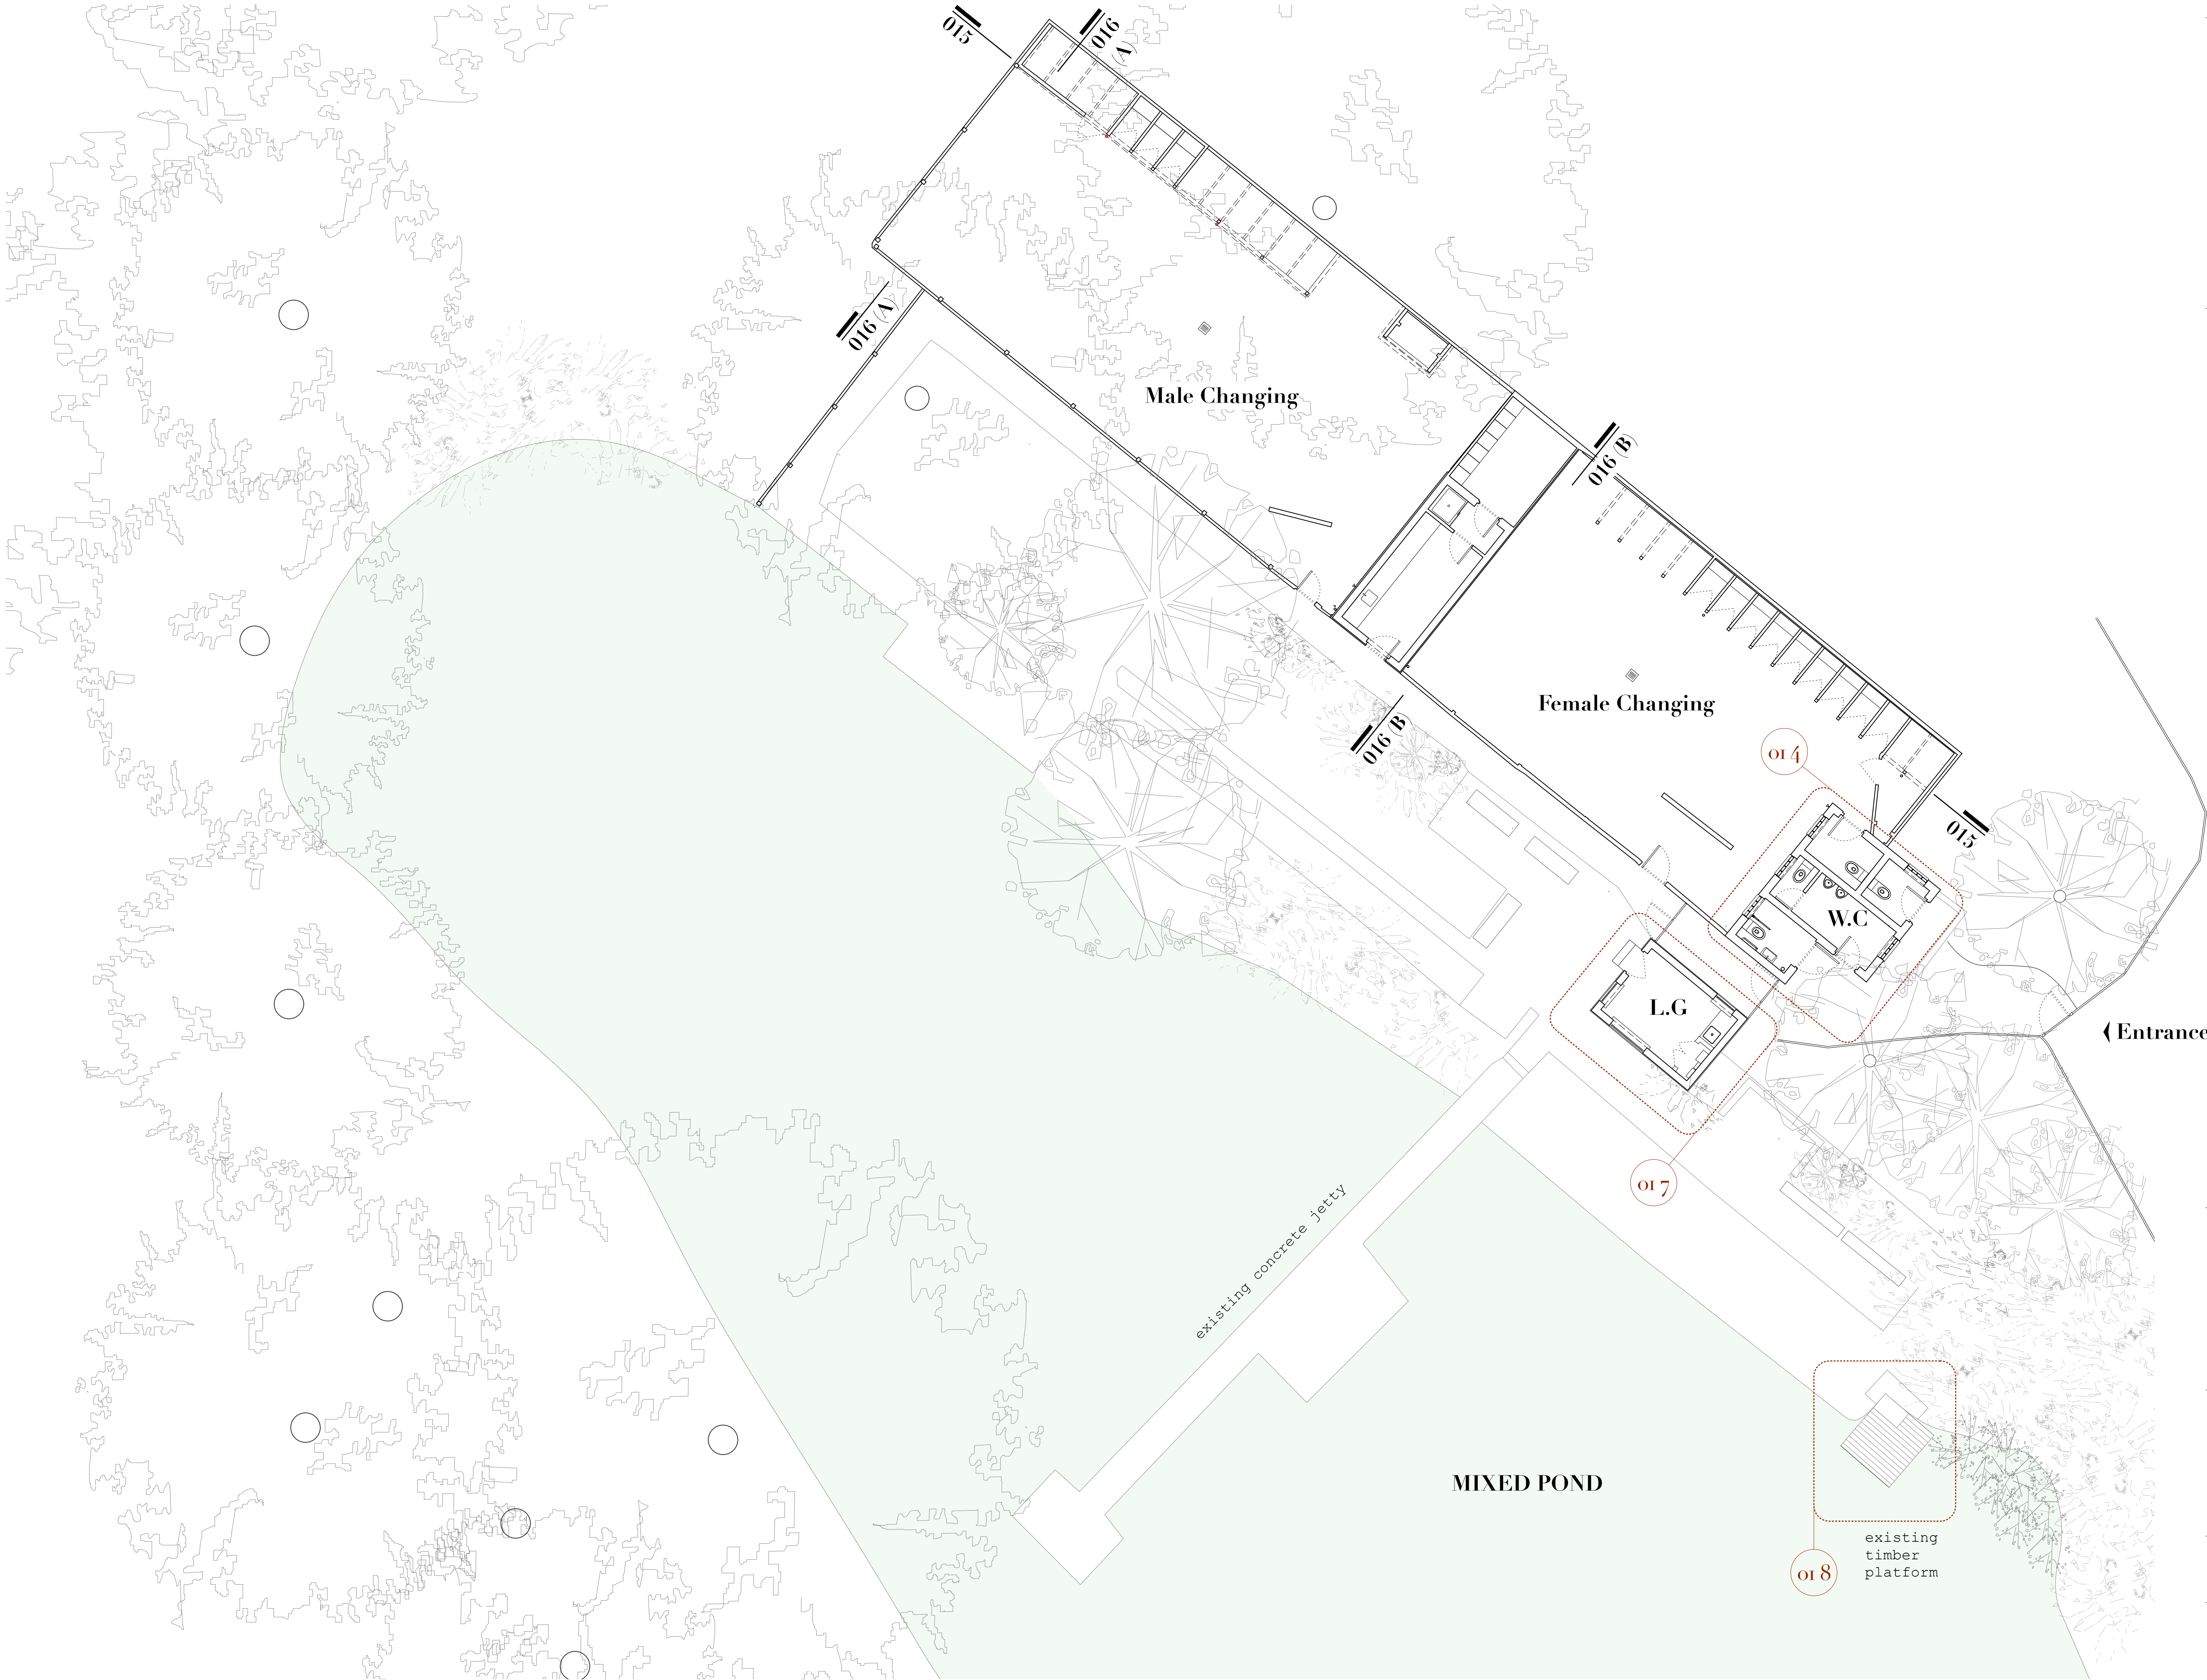 015
016
(A)
016 (A)
Male Changing
016 (B)
Female Changing
016 (B)
014
015
W.C
L.G
Entrance
017
existing concrete jetty
MIXED POND
existing
timber
platform
018